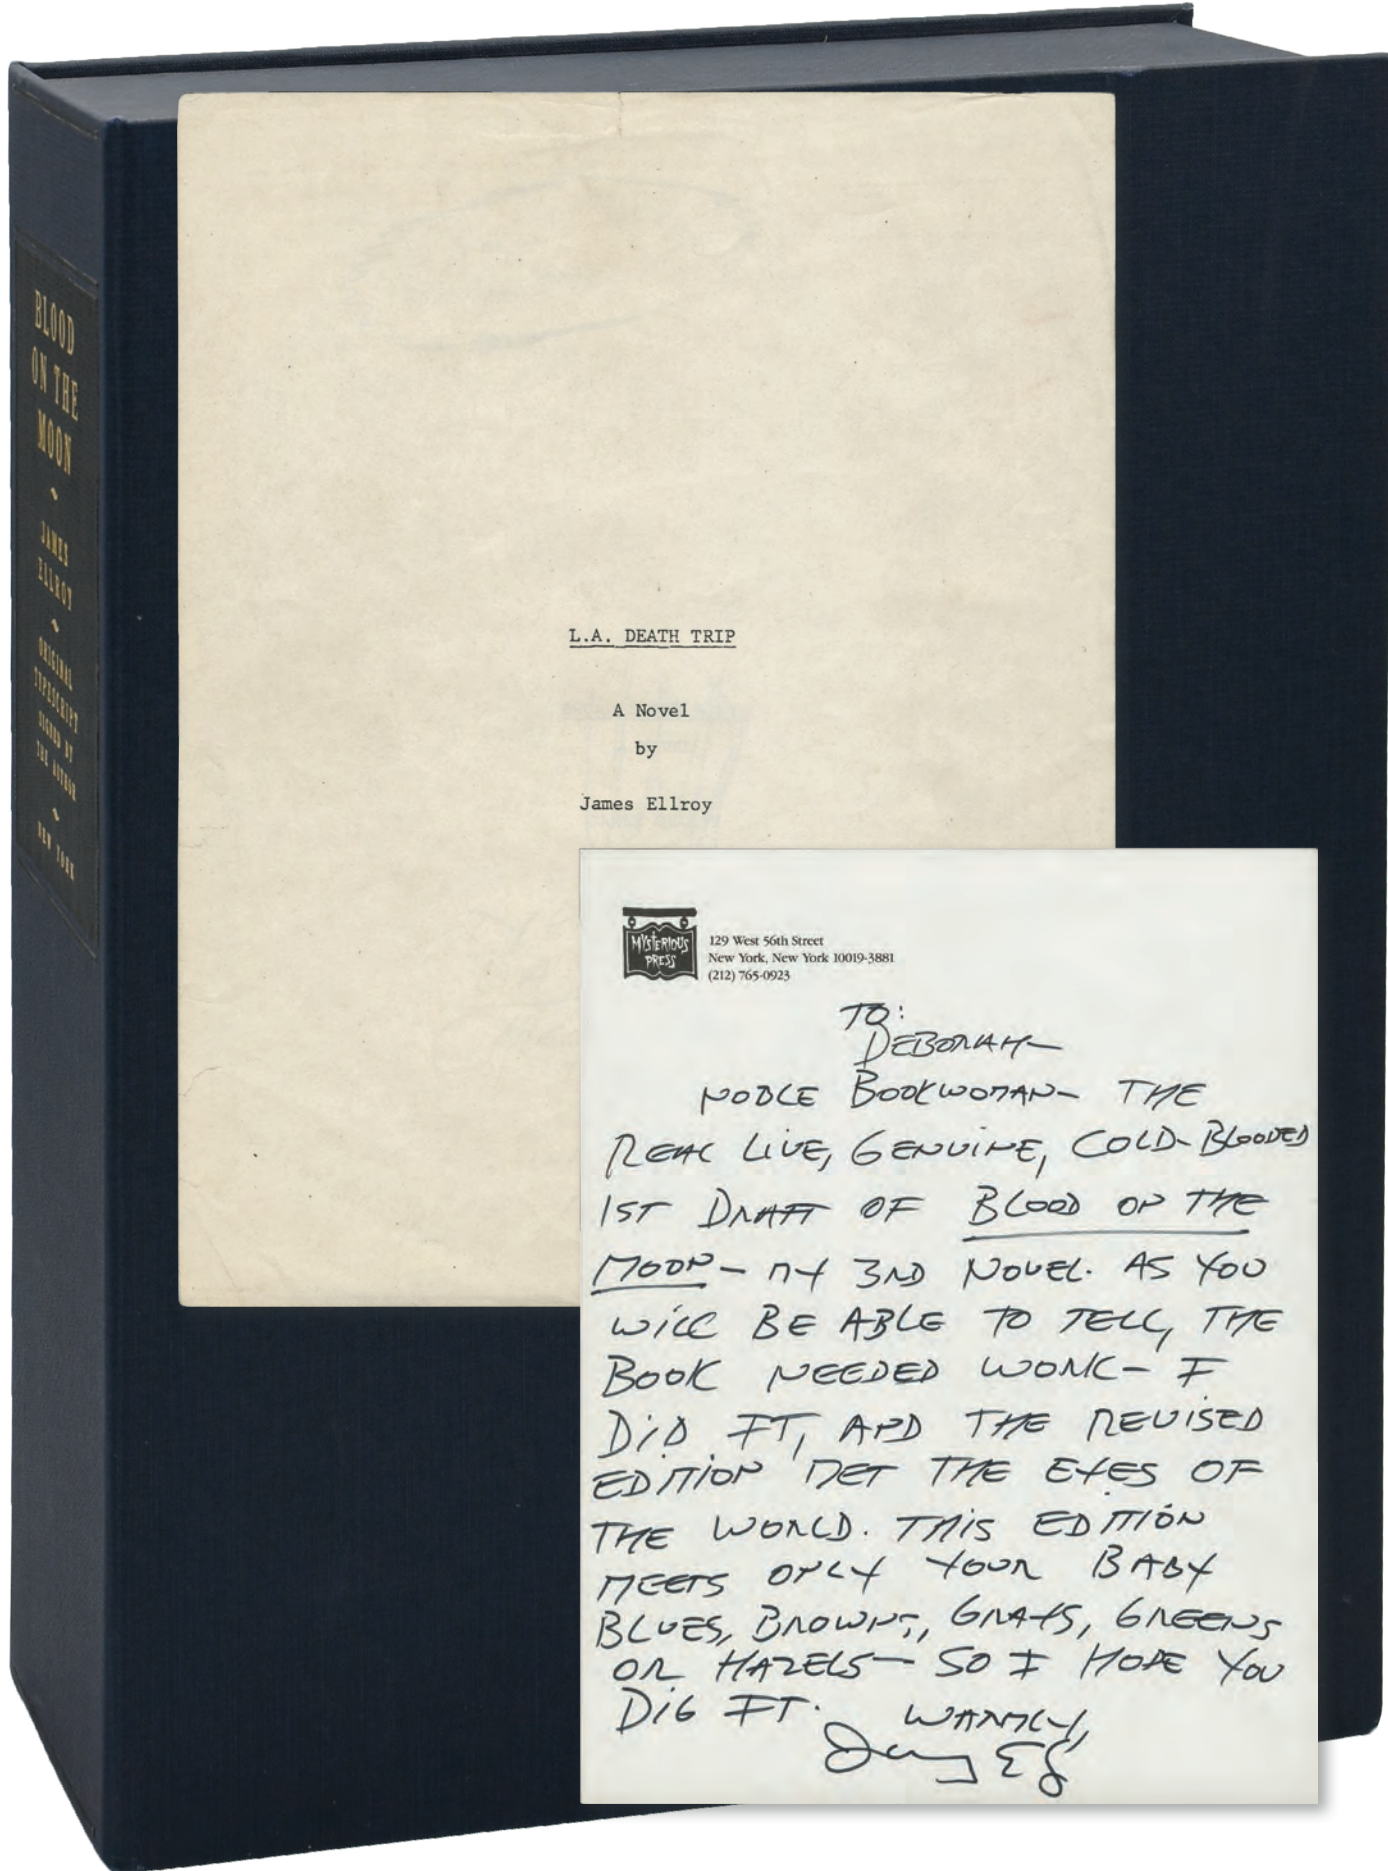 BLOOD
ON THE
MOON
JAMES
ELLROY
ORIGINAL
TYPESCRIPT
SIGNED BY
THE AUTHOR
NEW YORK
L.A. DEATH TRIP
A Novel
by
James Ellroy
MYSTERIOUS
PRESS
129 West 56th Street
New York, New York 10019-3881
(212) 765-0923
TO:
DEBORAH—
NOBLE BOOKWOMAN— THE
REAL LIVE, GENUINE, COLD-BLOODED
1ST DRAFT OF BLOOD ON THE
MOON— MY 3RD NOVEL. AS YOU
WILL BE ABLE TO TELL, THE
BOOK NEEDED WORK— I
DID IT, AND THE REVISED
EDITION MET THE EYES OF
THE WORLD. THIS EDITION
MEETS ONLY YOUR BABY
BLUES, BROWNS, GRAYS, GREENS
OR HAZELS— SO I HOPE YOU
DIG IT. WARMLY,